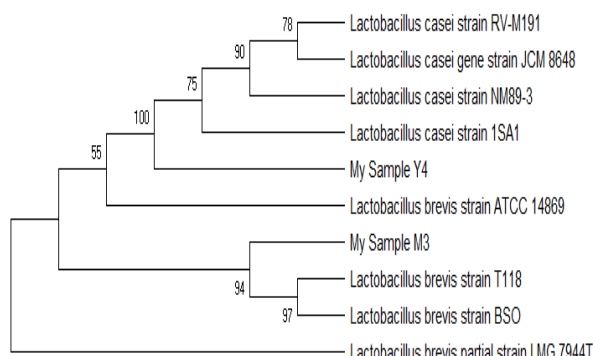 78
Lactobacillus casei strain RV-M191
90
Lactobacillus casei gene strain JCM 8648
75
Lactobacillus casei strain NM89-3
100
Lactobacillus casei strain 1SA1
55
My Sample Y4
Lactobacillus brevis strain ATCC 14869
My Sample M3
94
Lactobacillus brevis strain T118
97
Lactobacillus brevis strain BSO
Lactobacillus brevis partial strain LMG 7944T